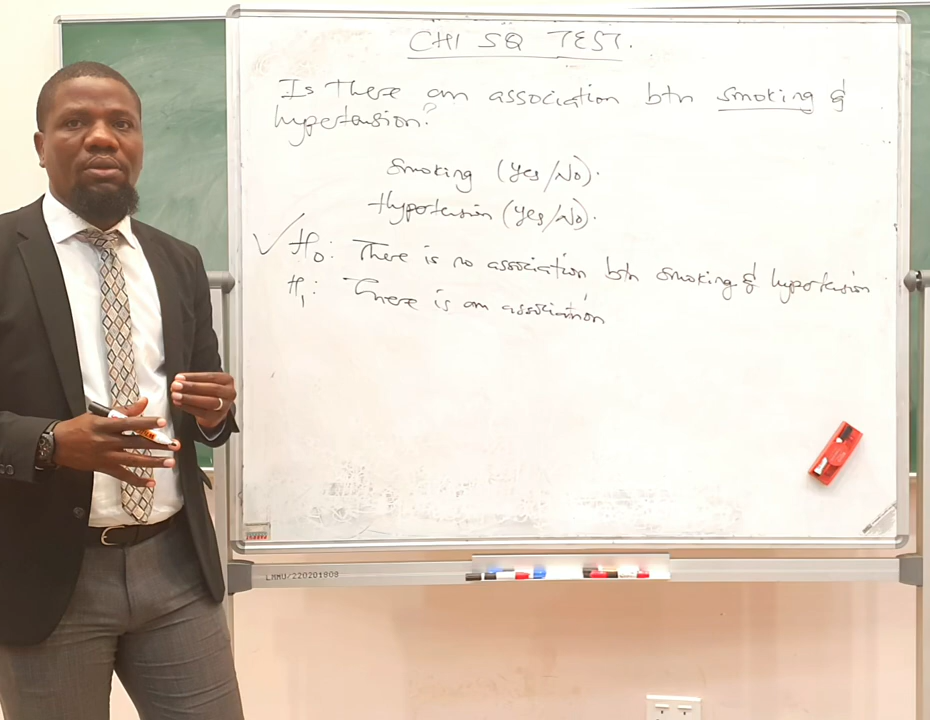 CHI SQ TEST.
Is there an association btn smoking &
hypertension?
Smoking (Yes/No).
Hypertension (Yes/No).
✓ H₀: There is no association btn smoking & hypertension
H₁: There is an association
LMMU/220201808